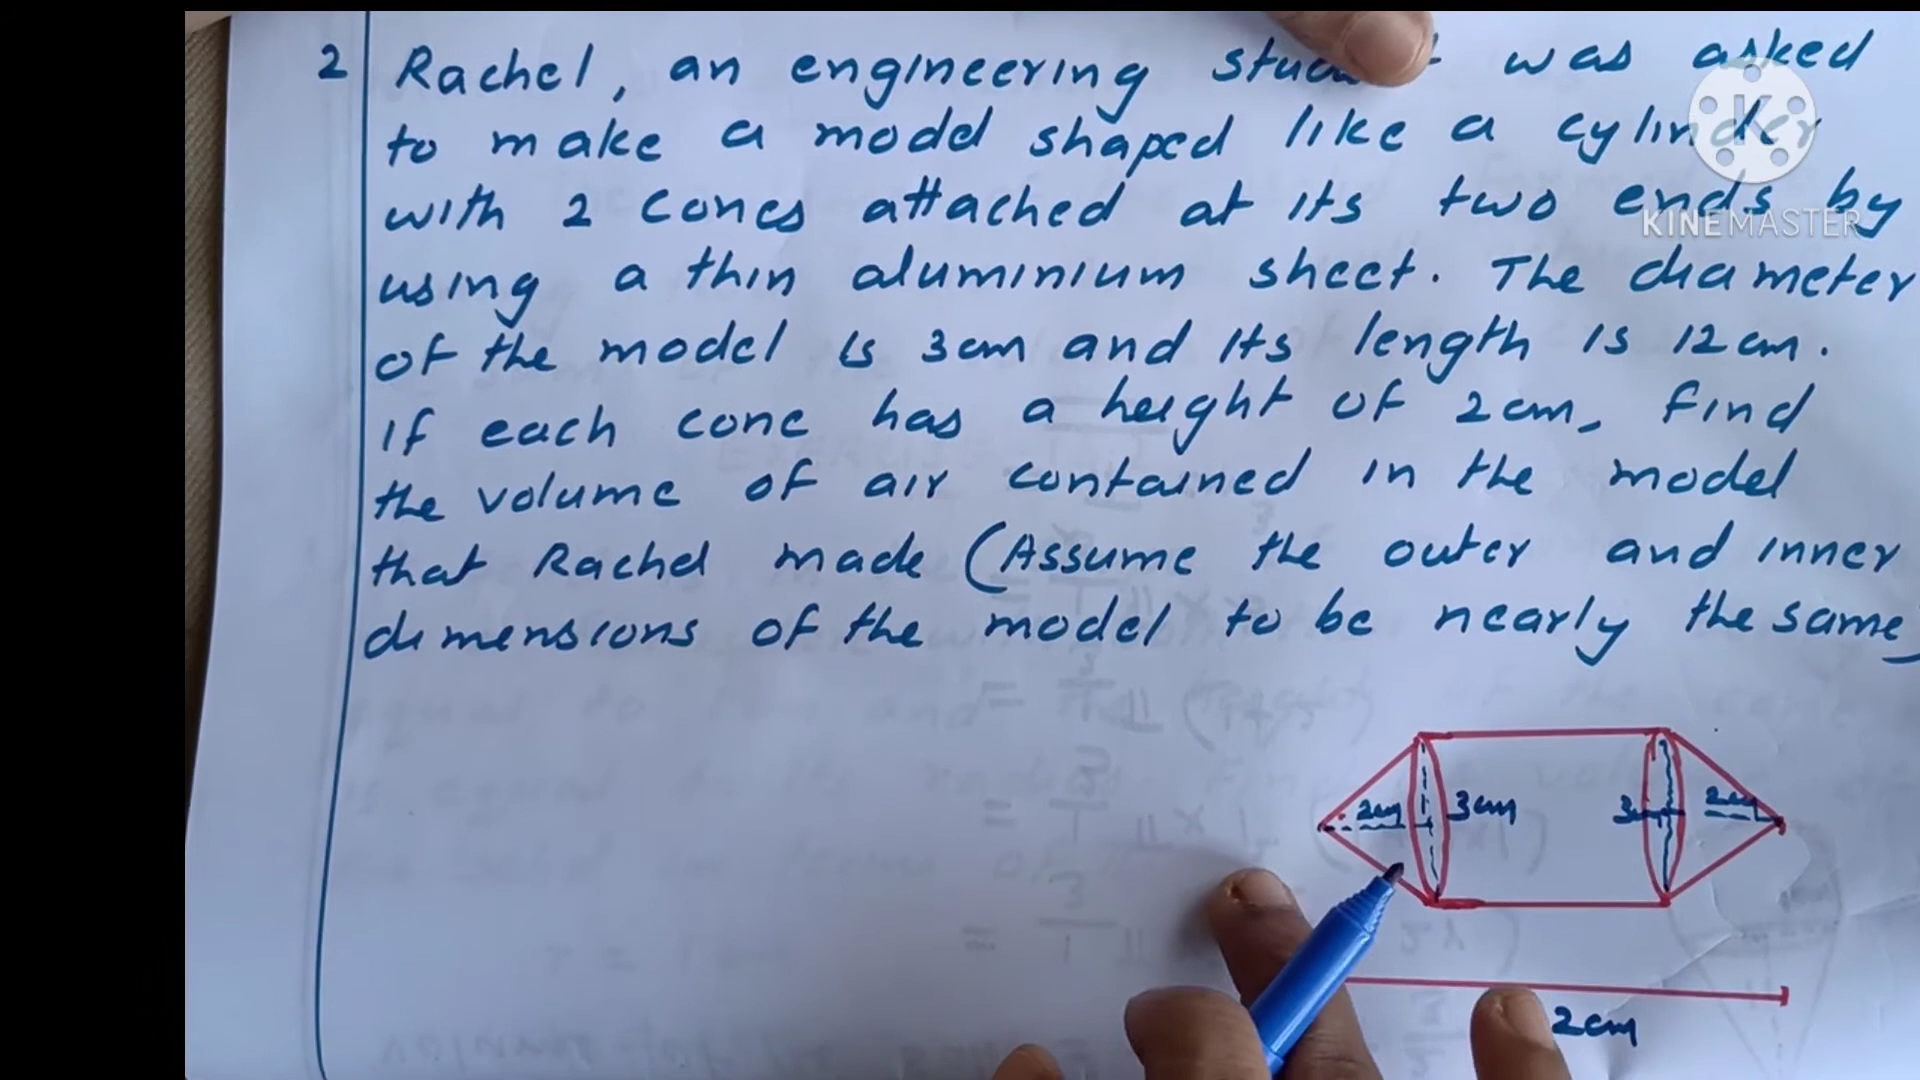 2 Rachel, an engineering was asked
to make a model shaped like a cylinder
with 2 cones attached at its two ends by
using a thin aluminium sheet. The diameter
of the model is 3cm and its length is 12cm.
If each cone has a height of 2cm, find
the volume of air contained in the model
that Rachel made (Assume the outer and inner
dimensions of the model to be nearly the same)
2cm 3cm 3cm 2cm
2cm
K
KINEMASTER